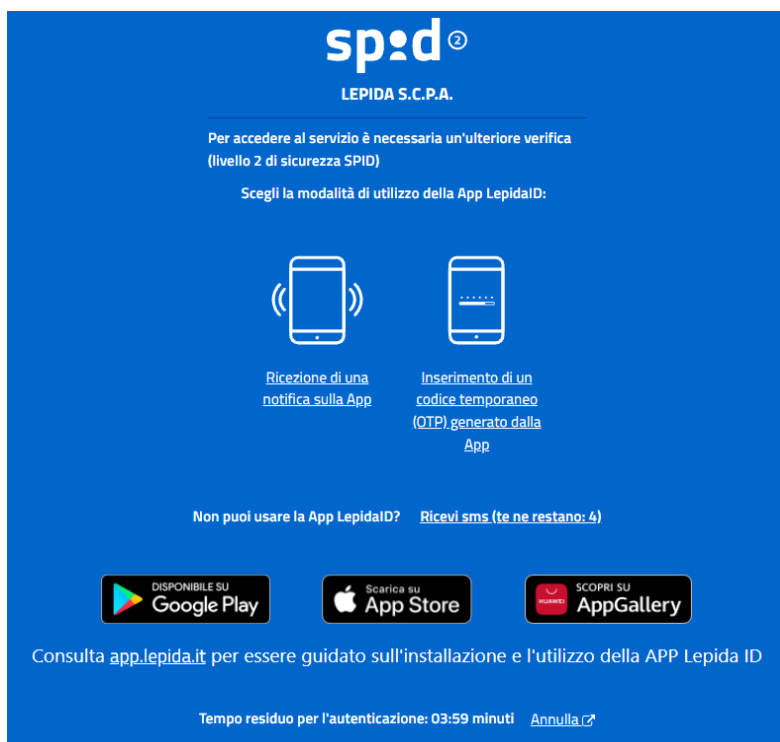 spid 2
LEPIDA S.C.P.A.
Per accedere al servizio è necessaria un'ulteriore verifica
(livello 2 di sicurezza SPID)
Scegli la modalità di utilizzo della App LepidaID:
Ricezione di una
notifica sulla App
Inserimento di un
codice temporaneo
(OTP) generato dalla
App
Non puoi usare la App LepidaID? Ricevi sms (te ne restano: 4)
DISPONIBILE SU
Google Play
Scarica su
App Store
HUAWEI
SCOPRI SU
AppGallery
Consulta app.lepida.it per essere guidato sull'installazione e l'utilizzo della APP Lepida ID
Tempo residuo per l'autenticazione: 03:59 minuti Annulla